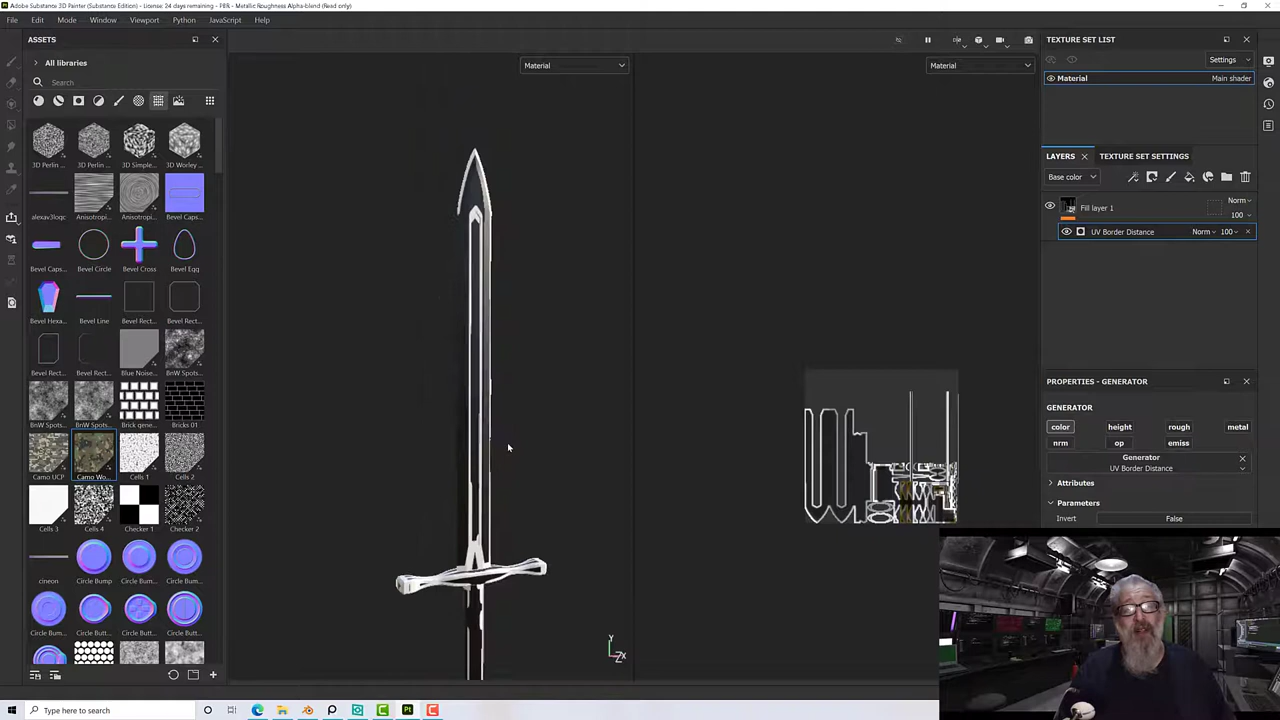 Adobe Substance 3D Painter (Substance Edition) - License: 24 days remaining - PBR - Metallic Roughness Alpha-blend (Read only)
File Edit Mode Window Viewport Python JavaScript Help
ASSETS
All libraries
Search
3D Perlin ... 3D Perlin ... 3D Simple... 3D Worley ...
alexav3loqc Anisotropi... Anisotropi... Bevel Caps...
Bevel Caps... Bevel Circle Bevel Cross Bevel Egg
Bevel Hexa... Bevel Line Bevel Rect... Bevel Rect...
Bevel Rect... Bevel Rect... Blue Noise... BnW Spots...
BnW Spots... BnW Spots... Brick gene... Bricks 01
Camo UCP Camo Wo... Cells 1 Cells 2
Cells 3 Cells 4 Checker 1 Checker 2
cineon Circle Bump Circle Bum... Circle Bum...
Circle Bum... Circle Butt... Circle Butt... Circle Butt...
Material
Material
Y
X
Z
TEXTURE SET LIST
Settings
Material Main shader
LAYERS TEXTURE SET SETTINGS
Base color
Fill layer 1 Norm
100
UV Border Distance Norm 100
PROPERTIES - GENERATOR
GENERATOR
color height rough metal
nrm op emiss
Generator
UV Border Distance
Attributes
Parameters
Invert False
Type here to search